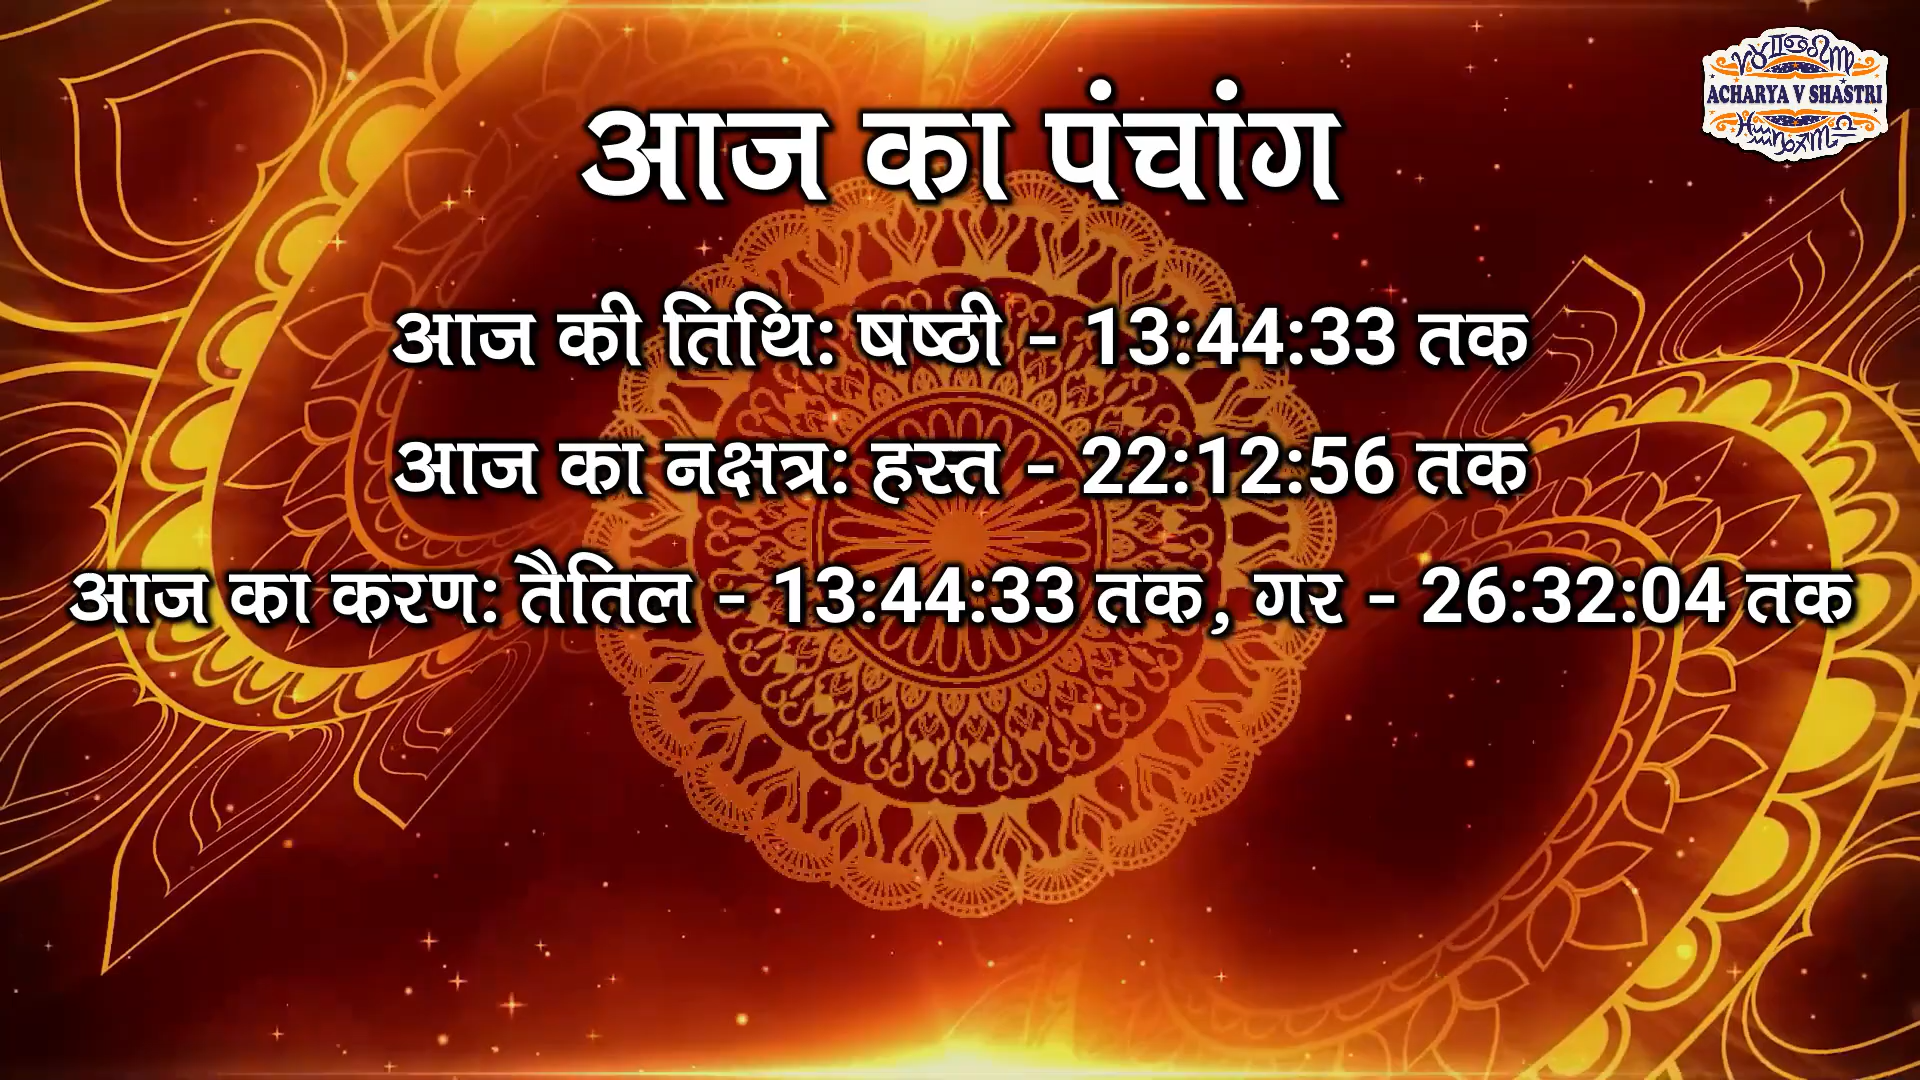 ACHARYA V SHASTRI
आज का पंचांग
आज की तिथि: षष्ठी - 13:44:33 तक
आज का नक्षत्र: हस्त - 22:12:56 तक
आज का करण: तैतिल - 13:44:33 तक, गर - 26:32:04 तक